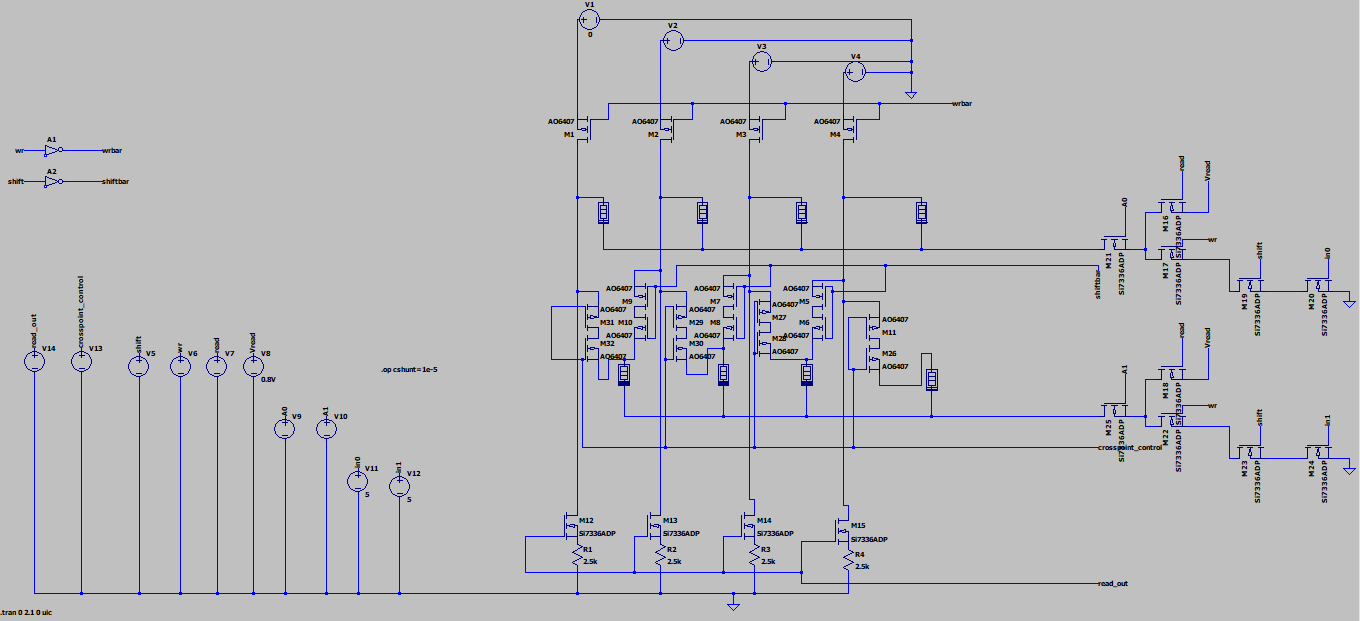 V1
0
V2
V3
V4
wrbar
AO6407
M1
AO6407
M2
AO6407
M3
AO6407
M4
A1
wr
wrbar
A2
shift
shiftbar
read
Vread
A0
M16
Si7336ADP
wr
M21
Si7336ADP
M17
shift
in0
M19
Si7336ADP
M20
Si7336ADP
shiftbar
AO6407
M9
AO6407
M7
AO6407
M5
AO6407
M31
M10
AO6407
M29
M8
AO6407
M27
M6
AO6407
M11
M32
AO6407
M30
AO6407
M28
AO6407
AO6407
M26
AO6407
read
Vread
A1
M18
Si7336ADP
wr
M25
Si7336ADP
M22
Si7336ADP
shift
in1
M23
Si7336ADP
M24
Si7336ADP
crosspoint_control
read_out
V14
crosspoint_control
V13
shift
V5
wr
V6
read
V7
Vread
V8
0.8V
.op cshunt=1e-5
A0
V9
A1
V10
in0
V11
5
in1
V12
5
M12
Si7336ADP
R1
2.5k
M13
Si7336ADP
R2
2.5k
M14
Si7336ADP
R3
2.5k
M15
Si7336ADP
R4
2.5k
read_out
.tran 0 2.1 0 uic